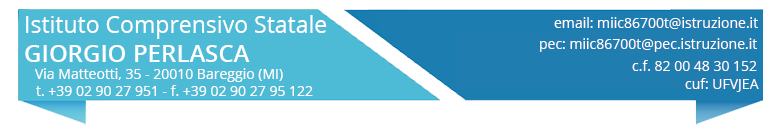 Istituto Comprensivo Statale
GIORGIO PERLASCA
Via Matteotti, 35 - 20010 Bareggio (MI)
t. +39 02 90 27 951 - f. +39 02 90 27 95 122
email: miic86700t@istruzione.it
pec: miic86700t@pec.istruzione.it
c.f. 82 00 48 30 152
cuf: UFVJEA